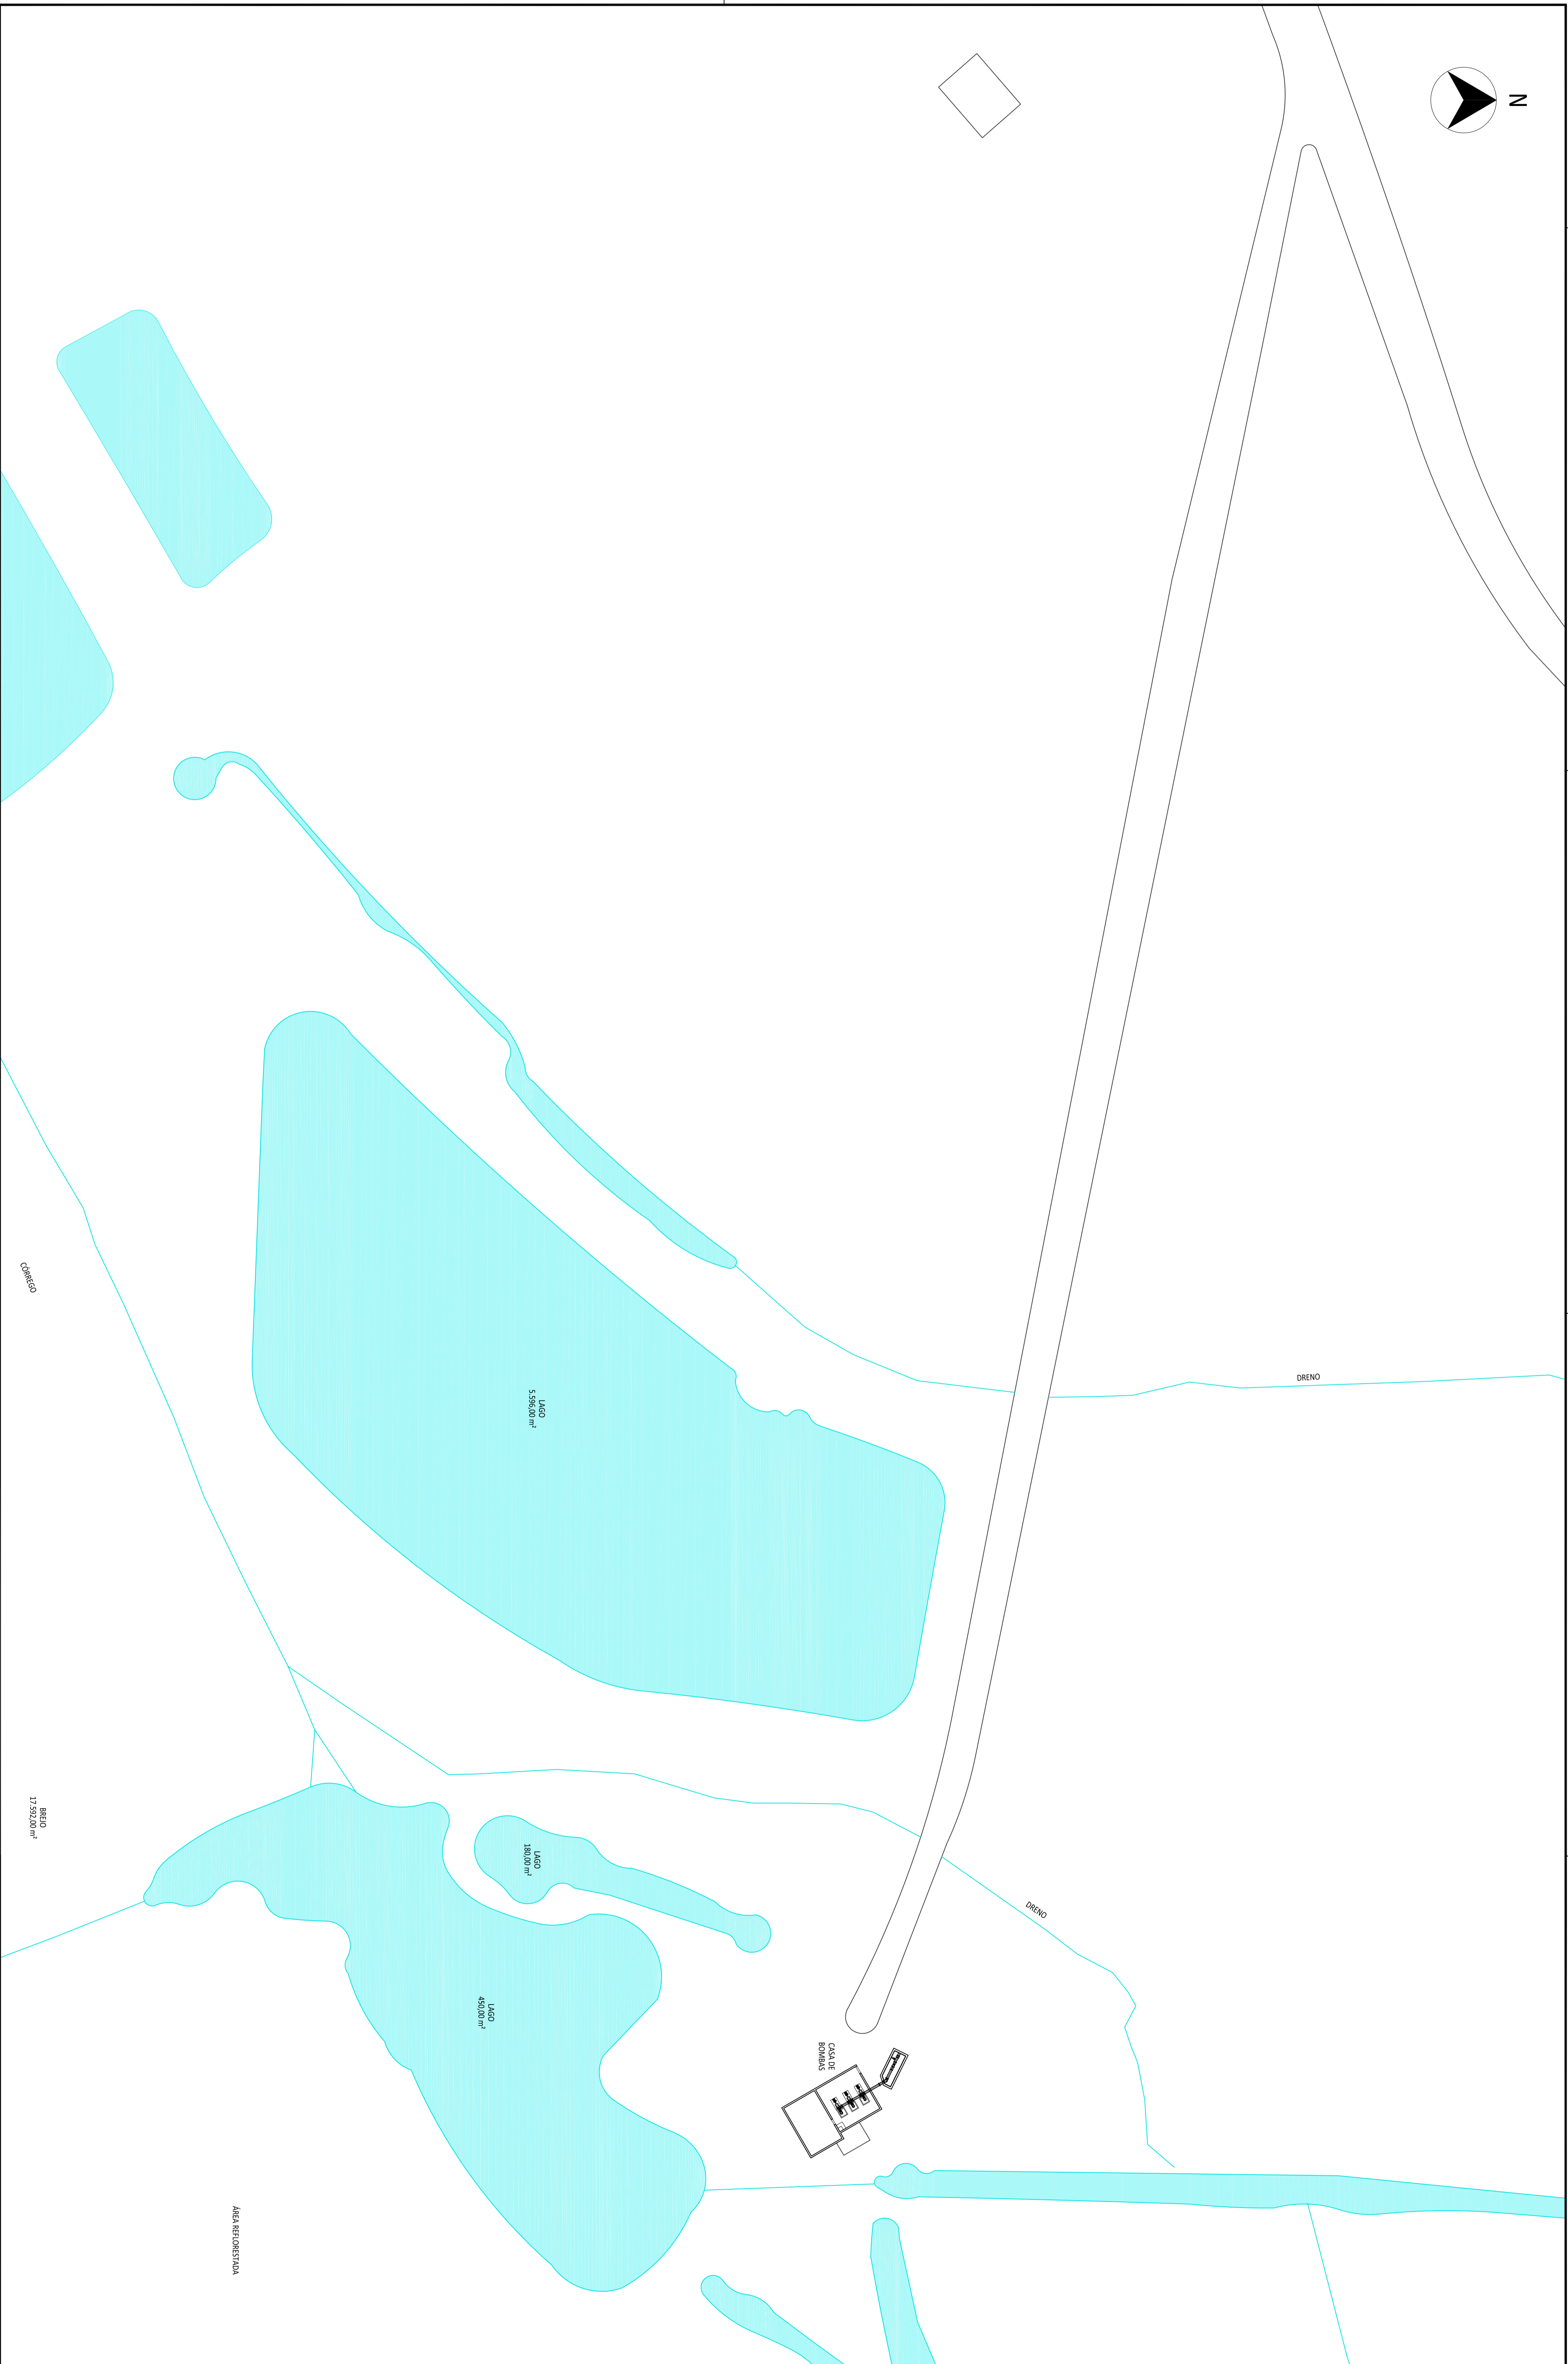 N
DRENO
LAGO
5.596,00 m²
CÓRREGO
BREJO
17.592,00 m²
LAGO
180,00 m²
DRENO
LAGO
450,00 m²
CASA DE
BOMBAS
ÁREA REFLORESTADA